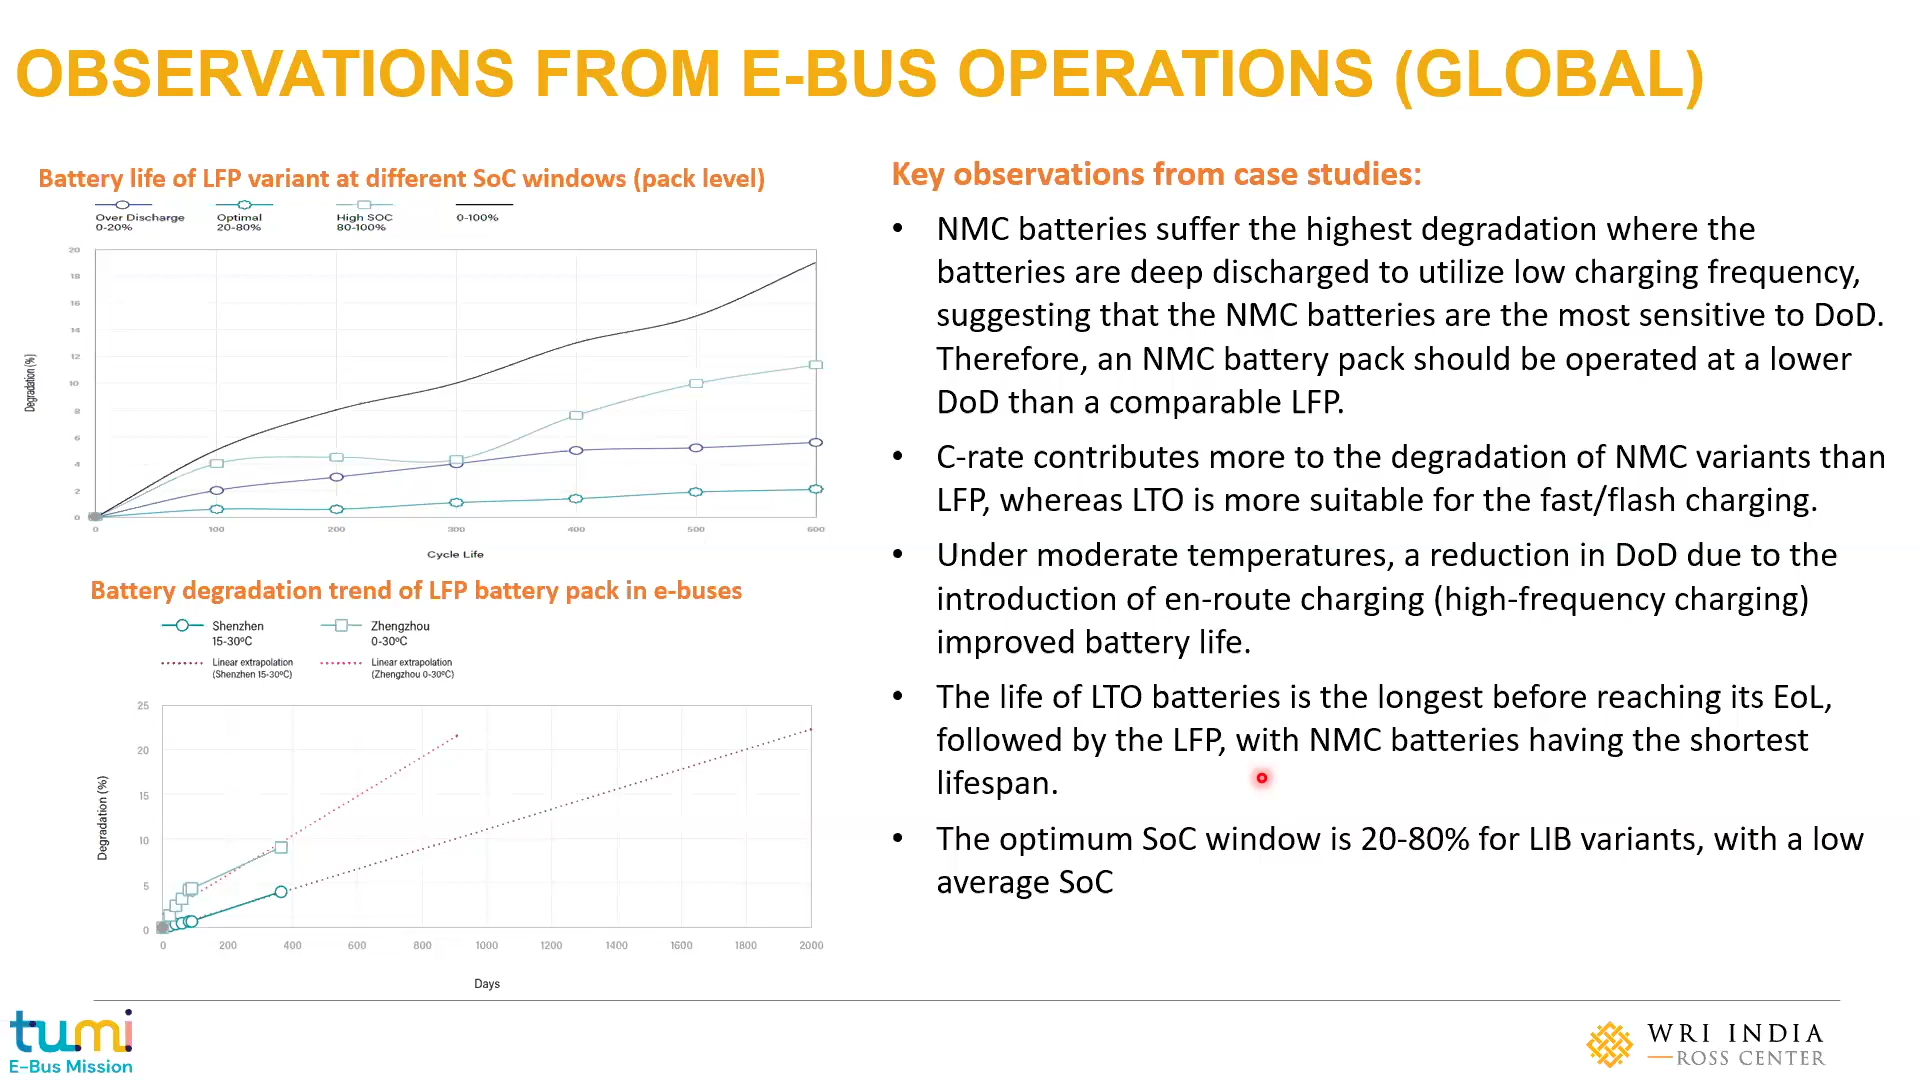 OBSERVATIONS FROM E-BUS OPERATIONS (GLOBAL)
Battery life of LFP variant at different SoC windows (pack level)
Over Discharge
0-20%
Optimal
20-80%
High SOC
80-100%
0-100%
20
18
16
14
12
10
8
6
4
2
0
Degradation (%)
0 100 200 300 400 500 600
Cycle Life
Battery degradation trend of LFP battery pack in e-buses
Shenzhen
15-30ºC
Zhengzhou
0-30ºC
Linear extrapolation
(Shenzhen 15-30ºC)
Linear extrapolation
(Zhengzhou 0-30ºC)
25
20
15
10
5
0
Degradation (%)
0 200 400 600 800 1000 1200 1400 1600 1800 2000
Days
Key observations from case studies:
• NMC batteries suffer the highest degradation where the
batteries are deep discharged to utilize low charging frequency,
suggesting that the NMC batteries are the most sensitive to DoD.
Therefore, an NMC battery pack should be operated at a lower
DoD than a comparable LFP.
• C-rate contributes more to the degradation of NMC variants than
LFP, whereas LTO is more suitable for the fast/flash charging.
• Under moderate temperatures, a reduction in DoD due to the
introduction of en-route charging (high-frequency charging)
improved battery life.
• The life of LTO batteries is the longest before reaching its EoL,
followed by the LFP, with NMC batteries having the shortest
lifespan.
• The optimum SoC window is 20-80% for LIB variants, with a low
average SoC
tumi
E-Bus Mission
WRI INDIA
ROSS CENTER